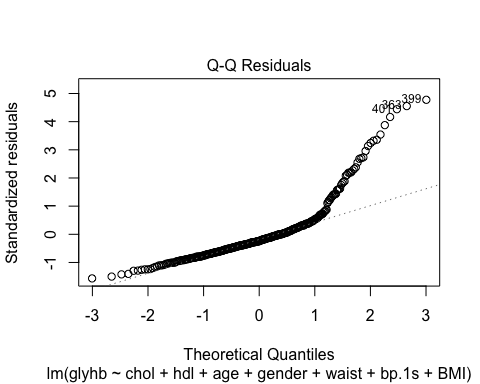 Q-Q Residuals
Standardized residuals
5
4
3
2
1
0
-1
399
363
401
-3 -2 -1 0 1 2 3
Theoretical Quantiles
lm(glyhb ~ chol + hdl + age + gender + waist + bp.1s + BMI)